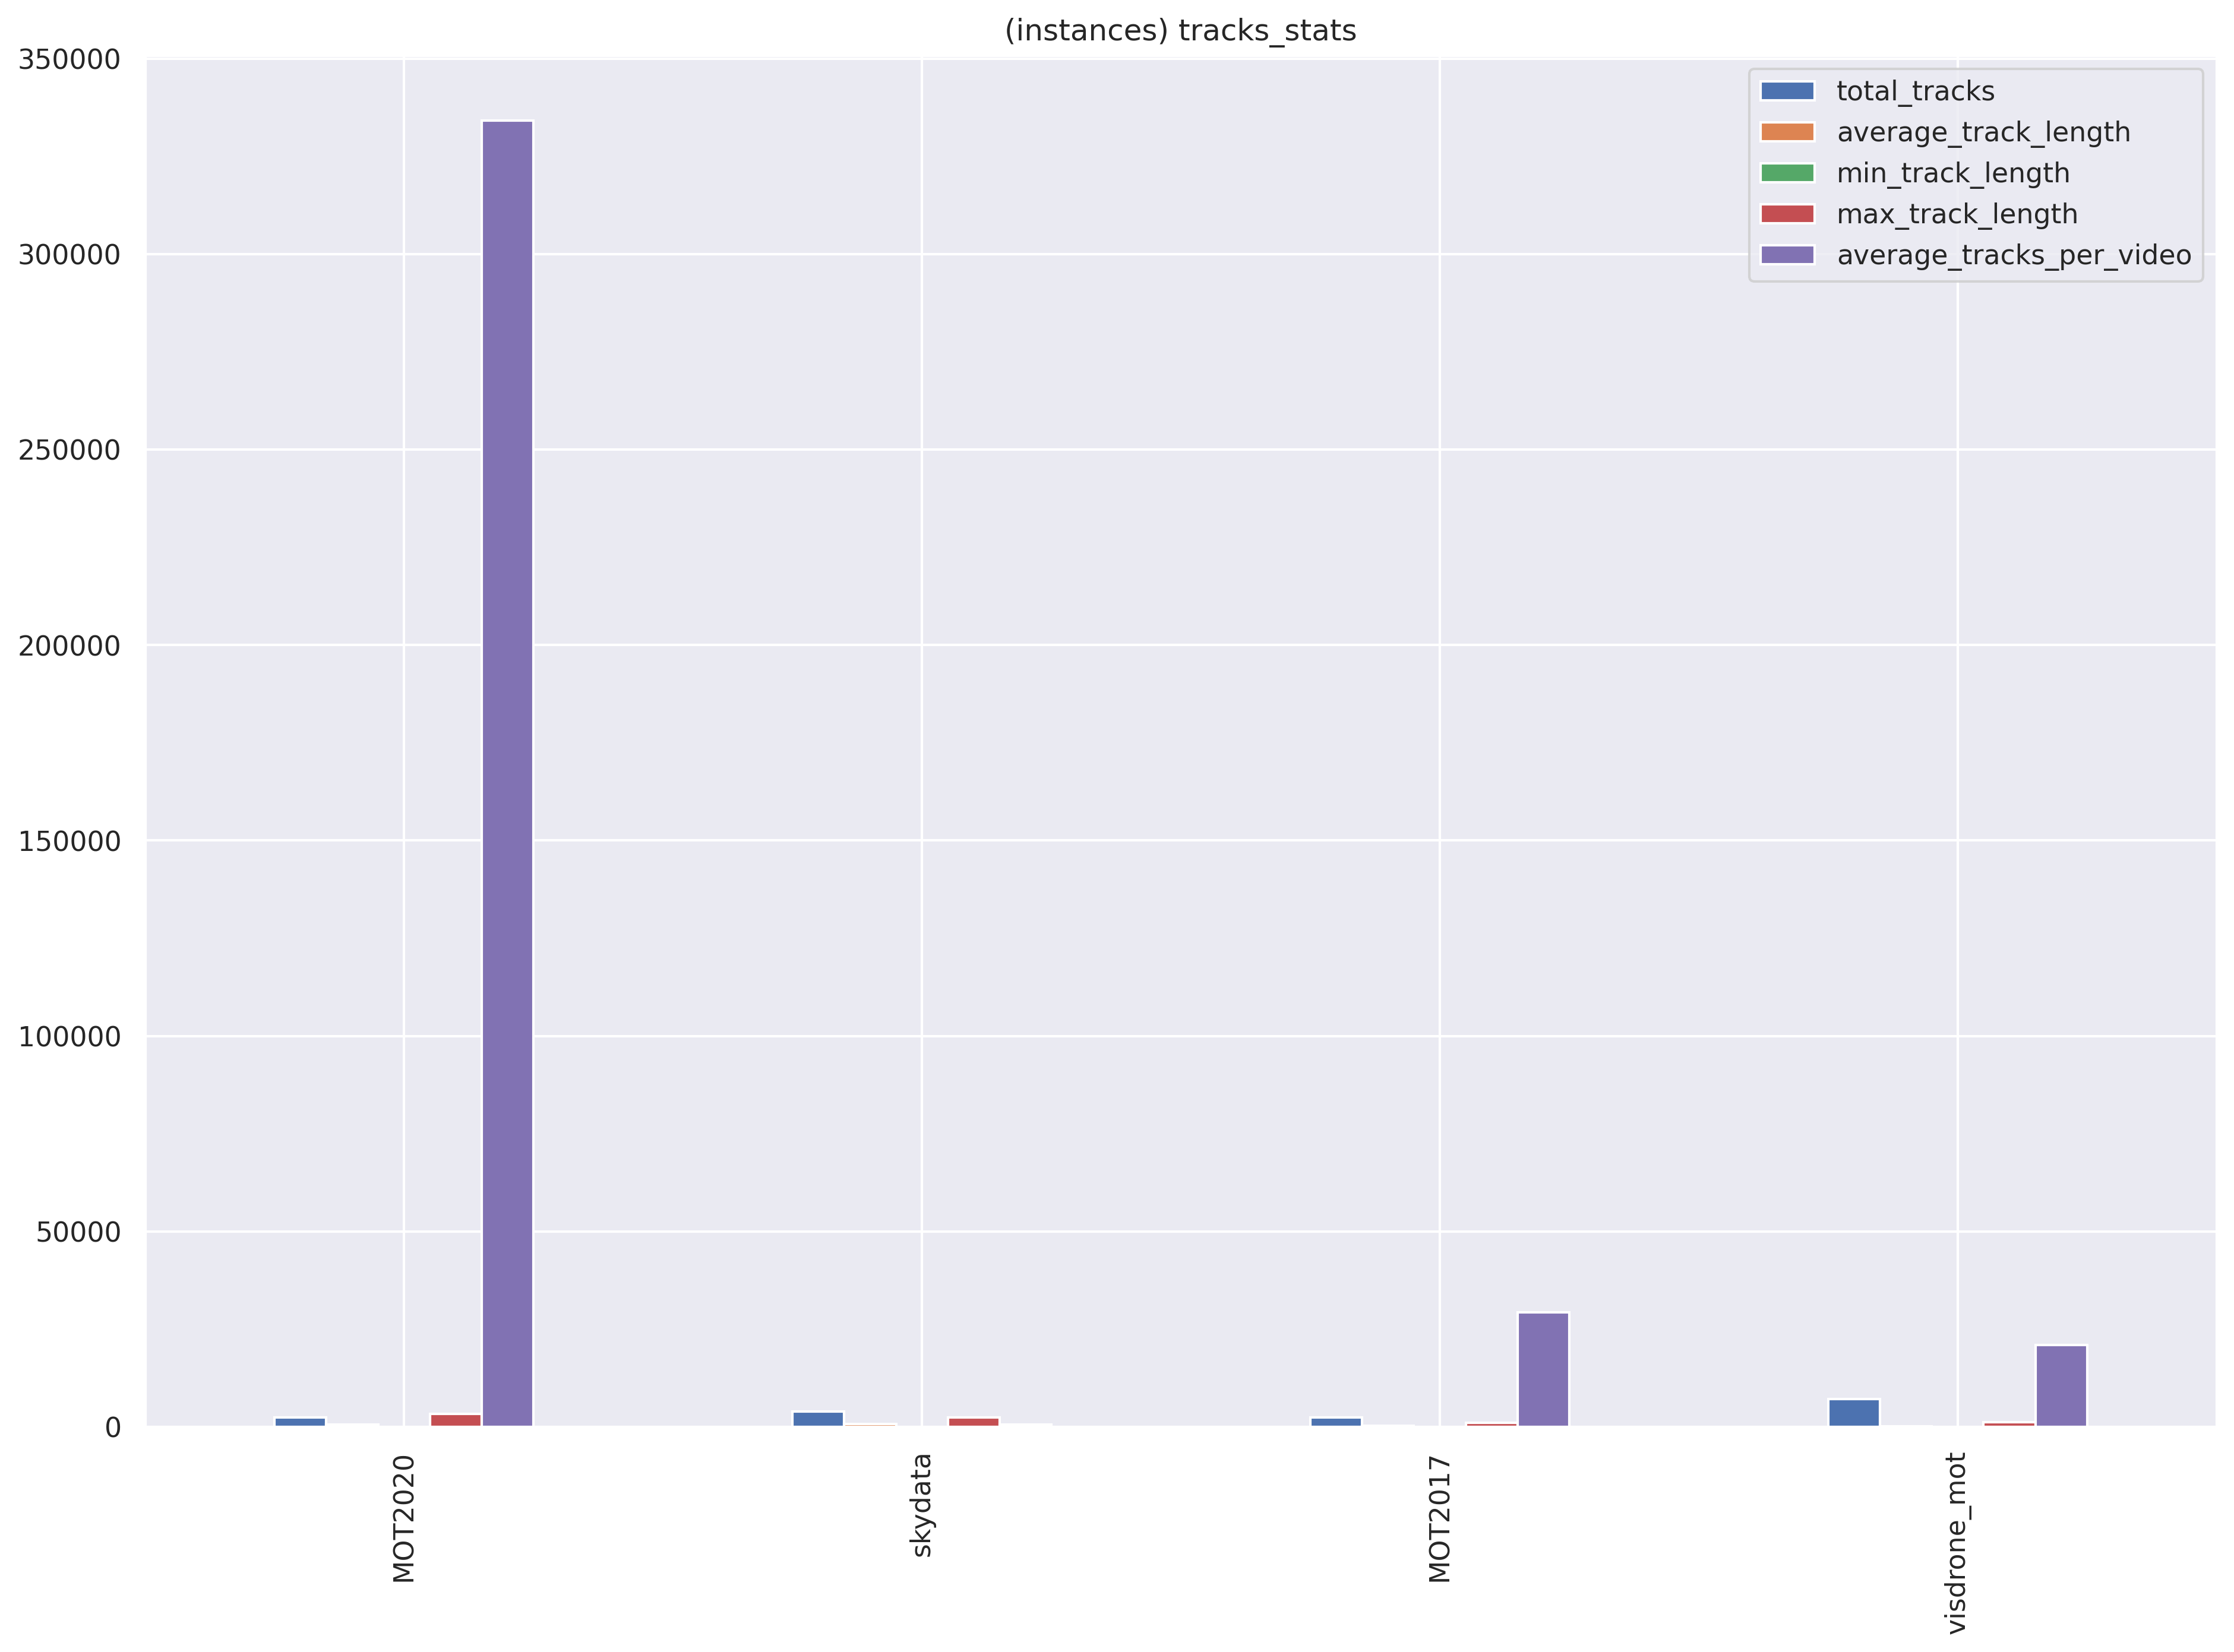 (instances) tracks_stats
350000
300000
250000
200000
150000
100000
50000
0
total_tracks
average_track_length
min_track_length
max_track_length
average_tracks_per_video
MOT2020
skydata
MOT2017
visdrone_mot